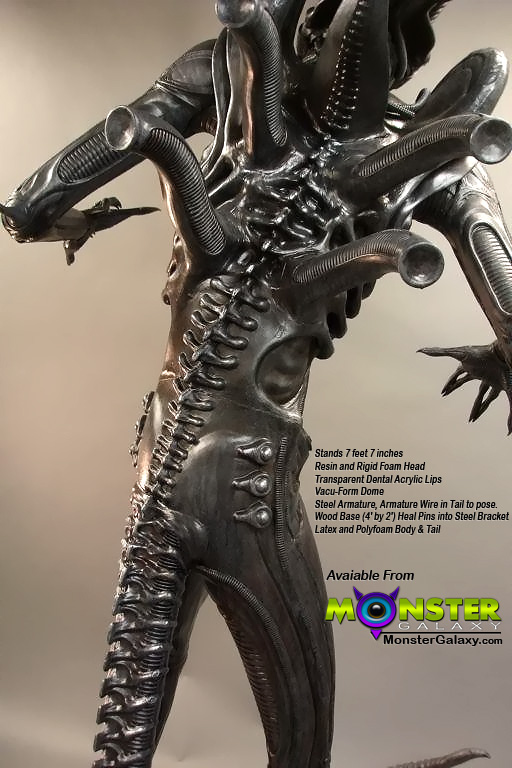 Stands 7 feet 7 inches
Resin and Rigid Foam Head
Transparent Dental Acrylic Lips
Vacu-Form Dome
Steel Armature, Armature Wire in Tail to pose.
Wood Base (4' by 2') Heal Pins into Steel Bracket
Latex and Polyfoam Body & Tail
Avaiable From
MONSTER
GALAXY
MonsterGalaxy.com